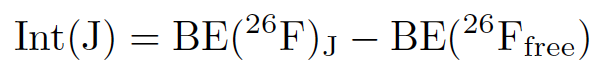 Int(J) = BE(²⁶F)_J − BE(²⁶F_free)